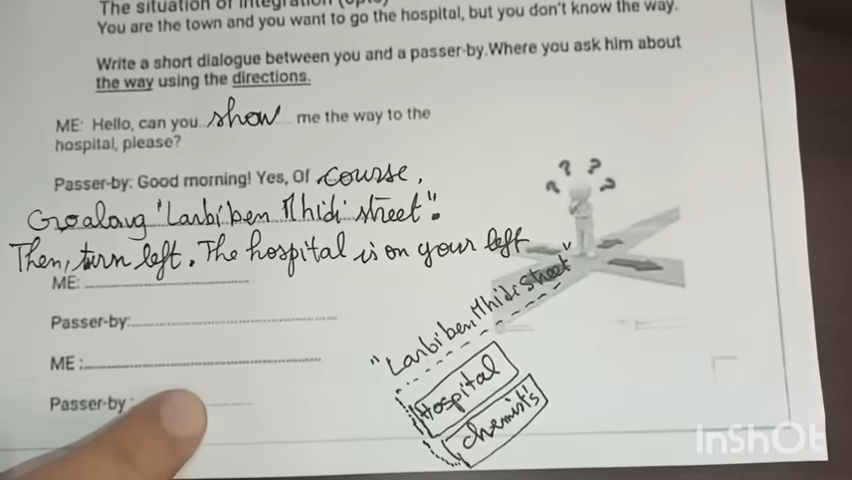 The situation of integration
You are the town and you want to go the hospital, but you don't know the way.
Write a short dialogue between you and a passer-by.Where you ask him about
the way using the directions.
ME: Hello, can you show me the way to the
hospital, please?
Passer-by: Good morning! Yes, Of course,
Go along "Larbi ben Mhidi street".
Then, turn left. The hospital is on your left
ME:
Passer-by:
ME :
Passer-by :
"Larbi ben Mhidi street"
Hospital
chemist's
? ? ? ?
InShOt